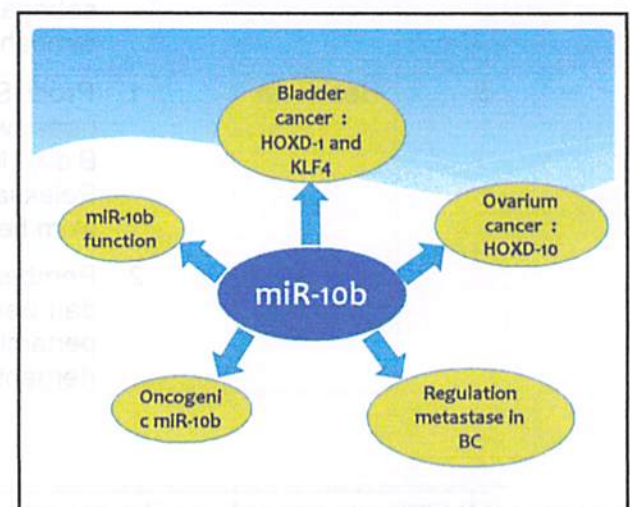 Bladder
cancer :
HOXD-1 and
KLF4
miR-10b
function
Ovarium
cancer :
HOXD-10
miR-10b
Oncogeni
c miR-10b
Regulation
metastase in
BC